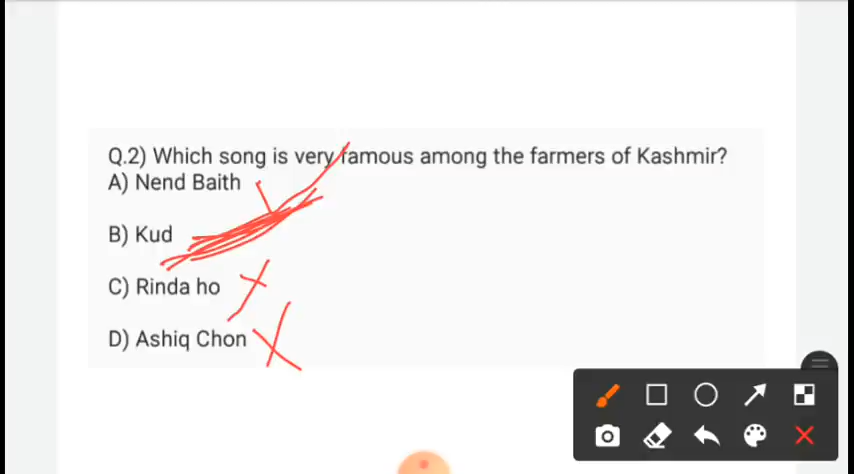 Q.2) Which song is very famous among the farmers of Kashmir?
A) Nend Baith
B) Kud
C) Rinda ho
D) Ashiq Chon